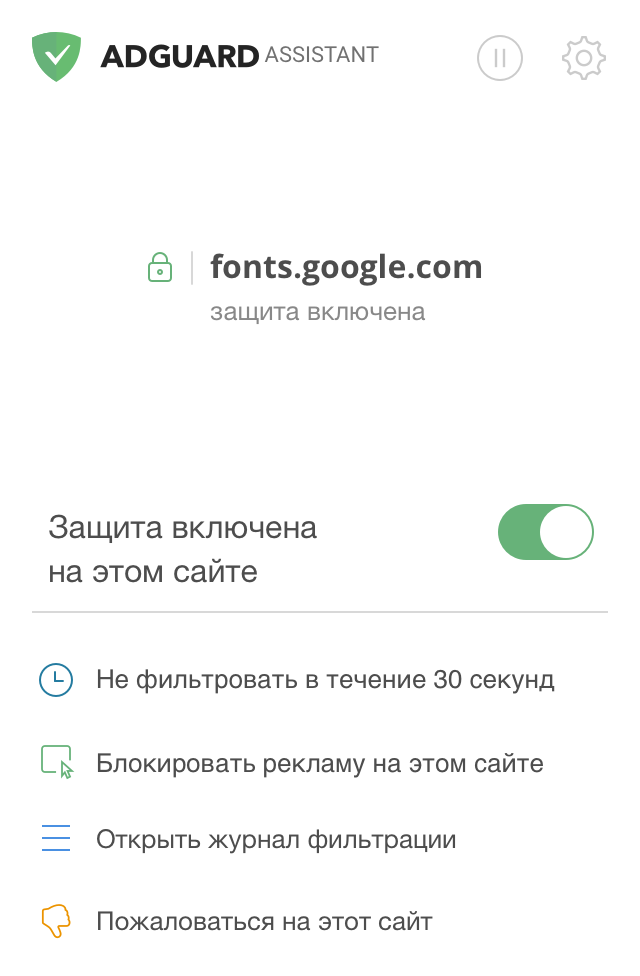 ADGUARD ASSISTANT
fonts.google.com
защита включена
Защита включена
на этом сайте
Не фильтровать в течение 30 секунд
Блокировать рекламу на этом сайте
Открыть журнал фильтрации
Пожаловаться на этот сайт